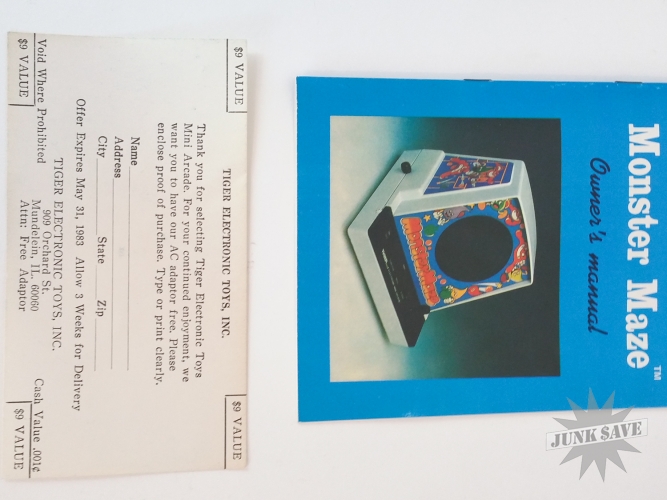 $9 VALUE
$9 VALUE
TIGER ELECTRONIC TOYS, INC.
Thank you for selecting Tiger Electronic Toys
Mini Arcade. For your continued enjoyment, we
want you to have our AC adaptor free. Please
enclose proof of purchase. Type or print clearly.
Name
Address
City State Zip
Offer Expires May 31, 1983 Allow 3 Weeks for Delivery
TIGER ELECTRONIC TOYS, INC.
909 Orchard St.
Mundelein, IL. 60060
Attn: Free Adaptor
Void Where Prohibited
Cash Value .001¢
$9 VALUE
$9 VALUE
Monster Maze™
Owner's manual
JUNK $AVE